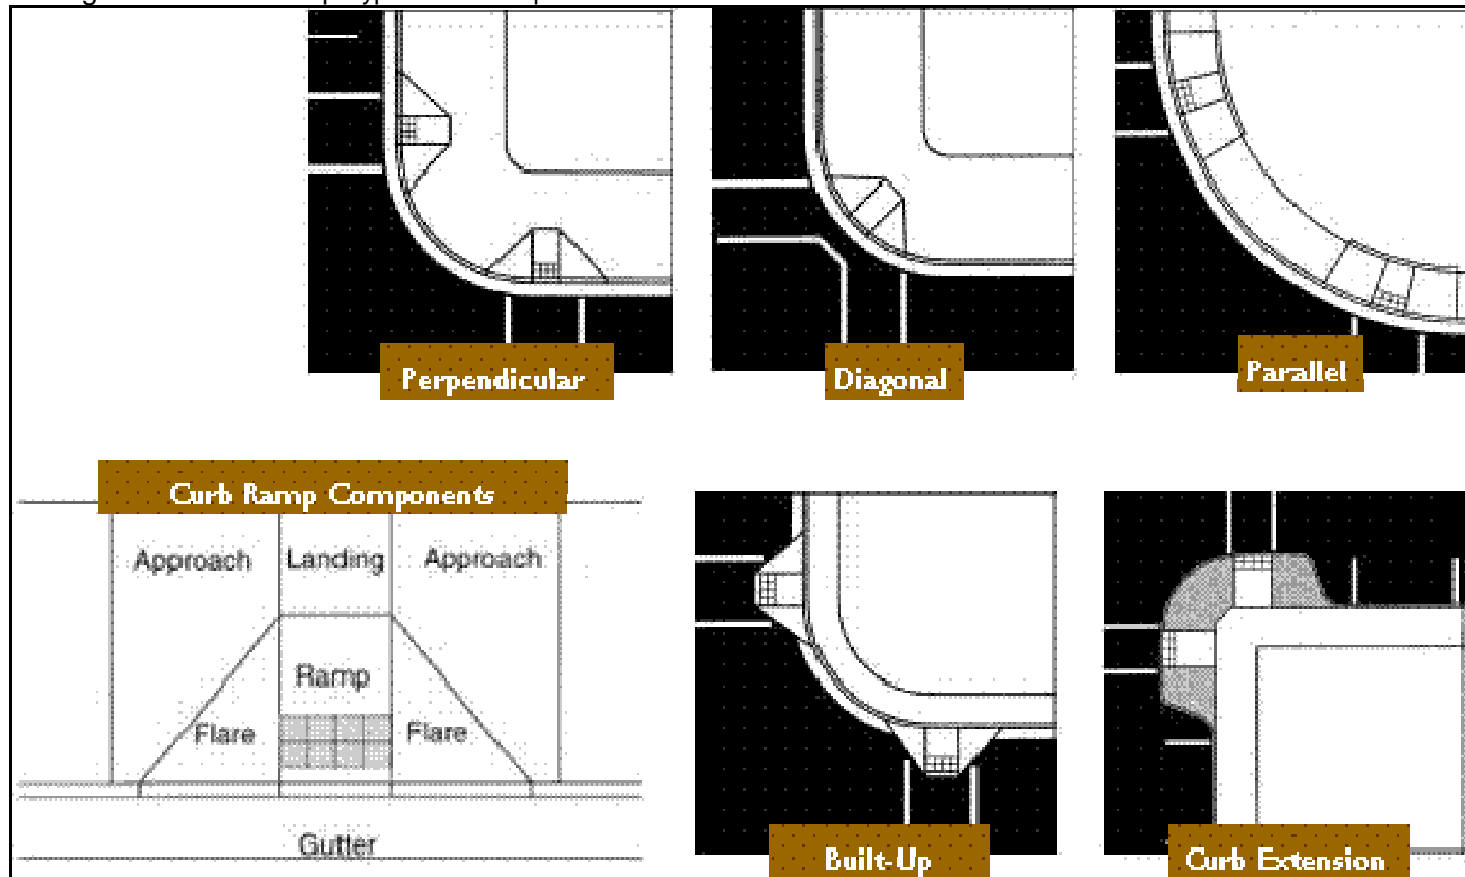 Perpendicular
Diagonal
Parallel
Curb Ramp Components
Approach Landing Approach
Ramp
Flare Flare
Gutter
Built-Up
Curb Extension